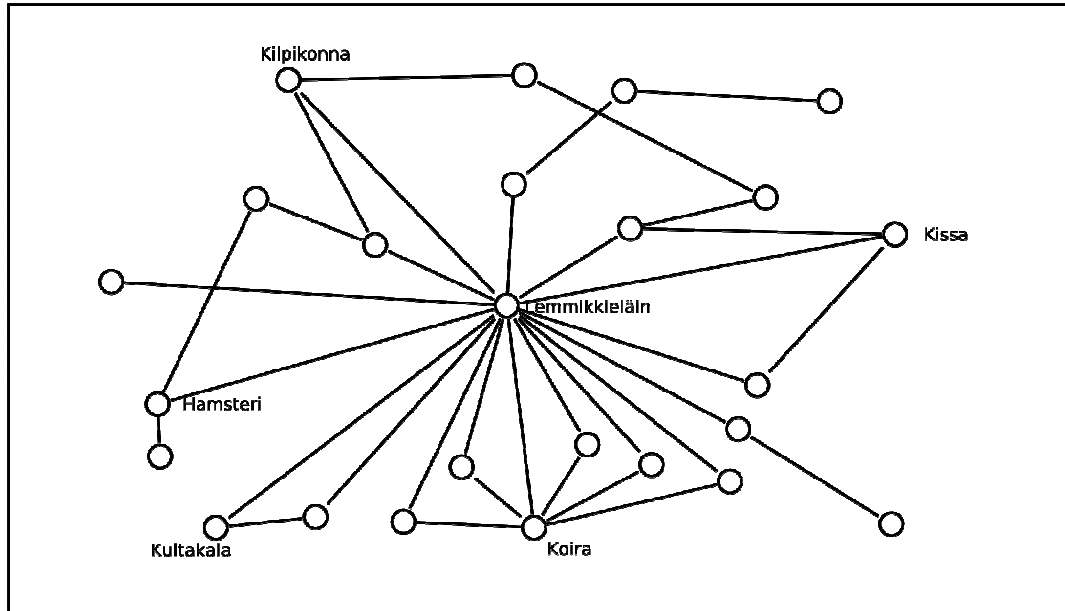 Kilpikonna
Kissa
Lemmikkieläin
Hamsteri
Kultakala
Koira